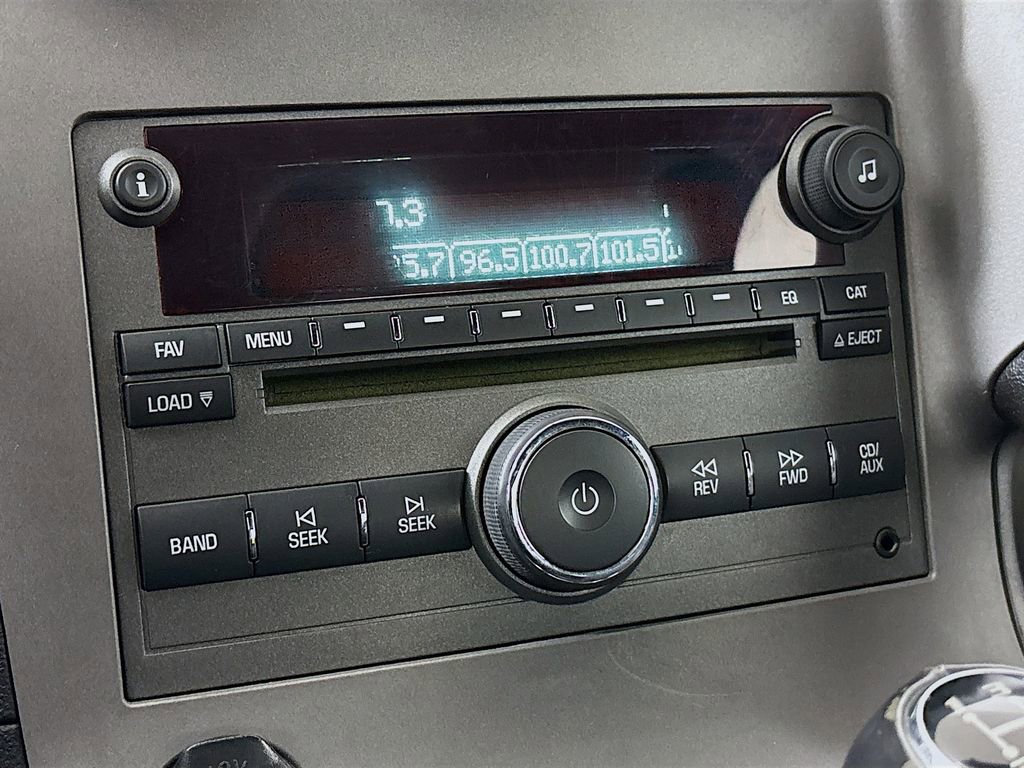 i
7.3
5.7 96.5 100.7 101.5
FAV
MENU
EQ
CAT
EJECT
LOAD
BAND
SEEK
SEEK
REV
FWD
CD/
AUX
3